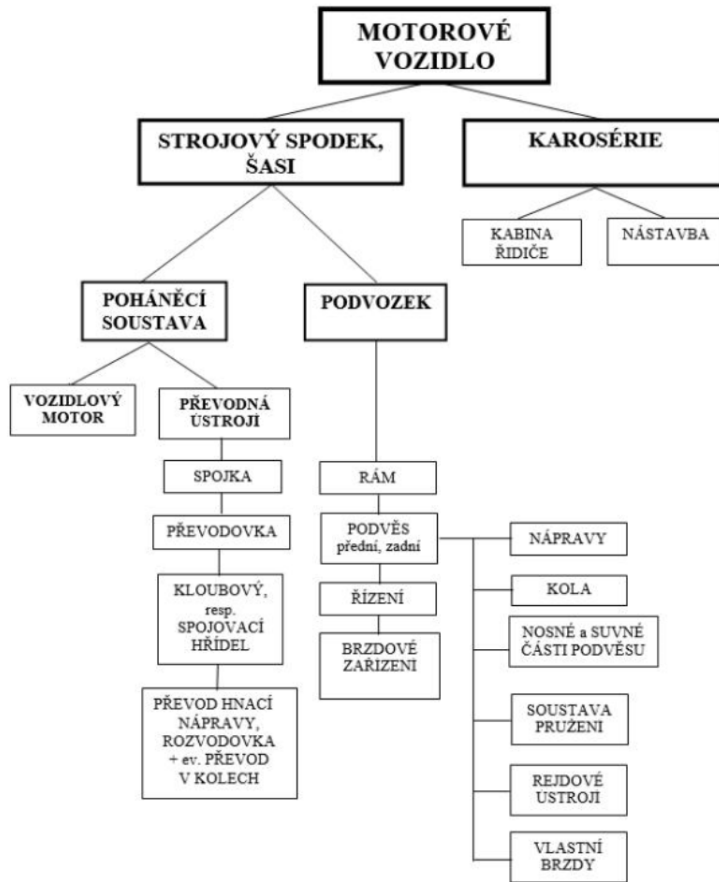 MOTOROVÉ
VOZIDLO
STROJOVÝ SPODEK,
ŠASI
KAROSÉRIE
KABINA
ŘIDIČE
NÁSTAVBA
POHÁNĚCÍ
SOUSTAVA
PODVOZEK
VOZIDLOVÝ
MOTOR
PŘEVODNÁ
ÚSTROJÍ
SPOJKA
PŘEVODOVKA
KLOUBOVÝ,
resp.
SPOJOVACÍ
HŘÍDEL
PŘEVOD HNACÍ
NÁPRAVY,
ROZVODOVKA
+ ev. PŘEVOD
V KOLECH
RÁM
PODVĚS
přední, zadní
ŘÍZENÍ
BRZDOVÉ
ZAŘÍZENÍ
NÁPRAVY
KOLA
NOSNÉ a SUVNÉ
ČÁSTI PODVĚSU
SOUSTAVA
PRUŽENI
REJDOVÉ
USTROJÍ
VLASTNÍ
BRZDY